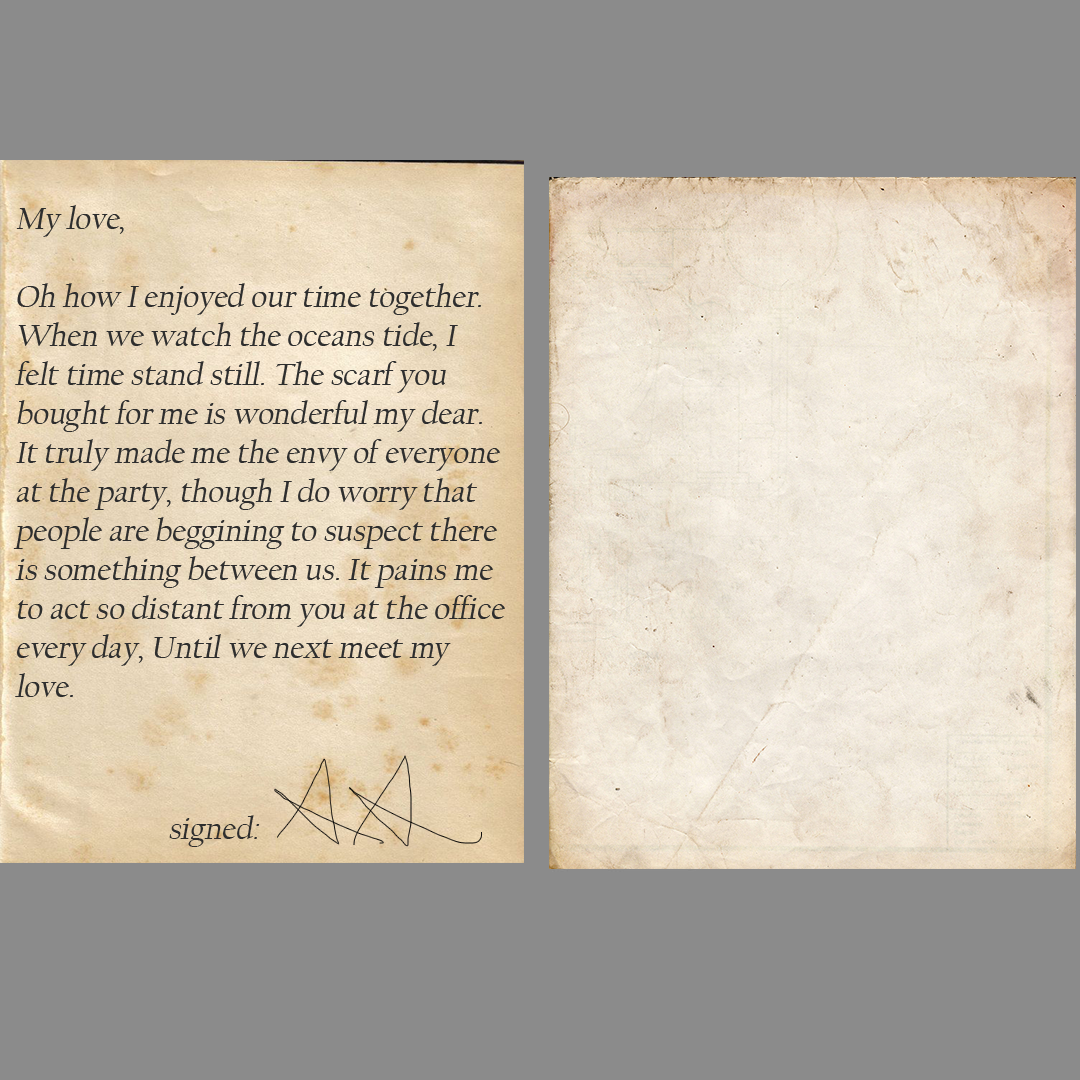 My love,
Oh how I enjoyed our time together.
When we watch the oceans tide, I
felt time stand still. The scarf you
bought for me is wonderful my dear.
It truly made me the envy of everyone
at the party, though I do worry that
people are beggining to suspect there
is something between us. It pains me
to act so distant from you at the office
every day, Until we next meet my
love.
signed: